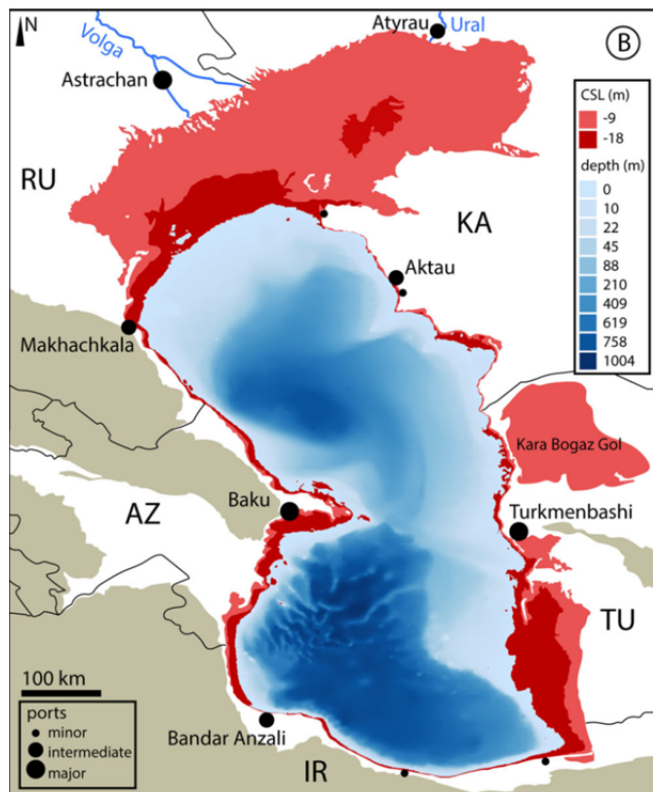 N
Volga
Atyrau
Ural
B
Astrachan
CSL (m)
-9
-18
depth (m)
0
10
22
45
88
210
409
619
758
1004
RU
KA
Aktau
Makhachkala
Kara Bogaz Gol
Baku
AZ
Turkmenbashi
TU
100 km
ports
minor
intermediate
major
Bandar Anzali
IR